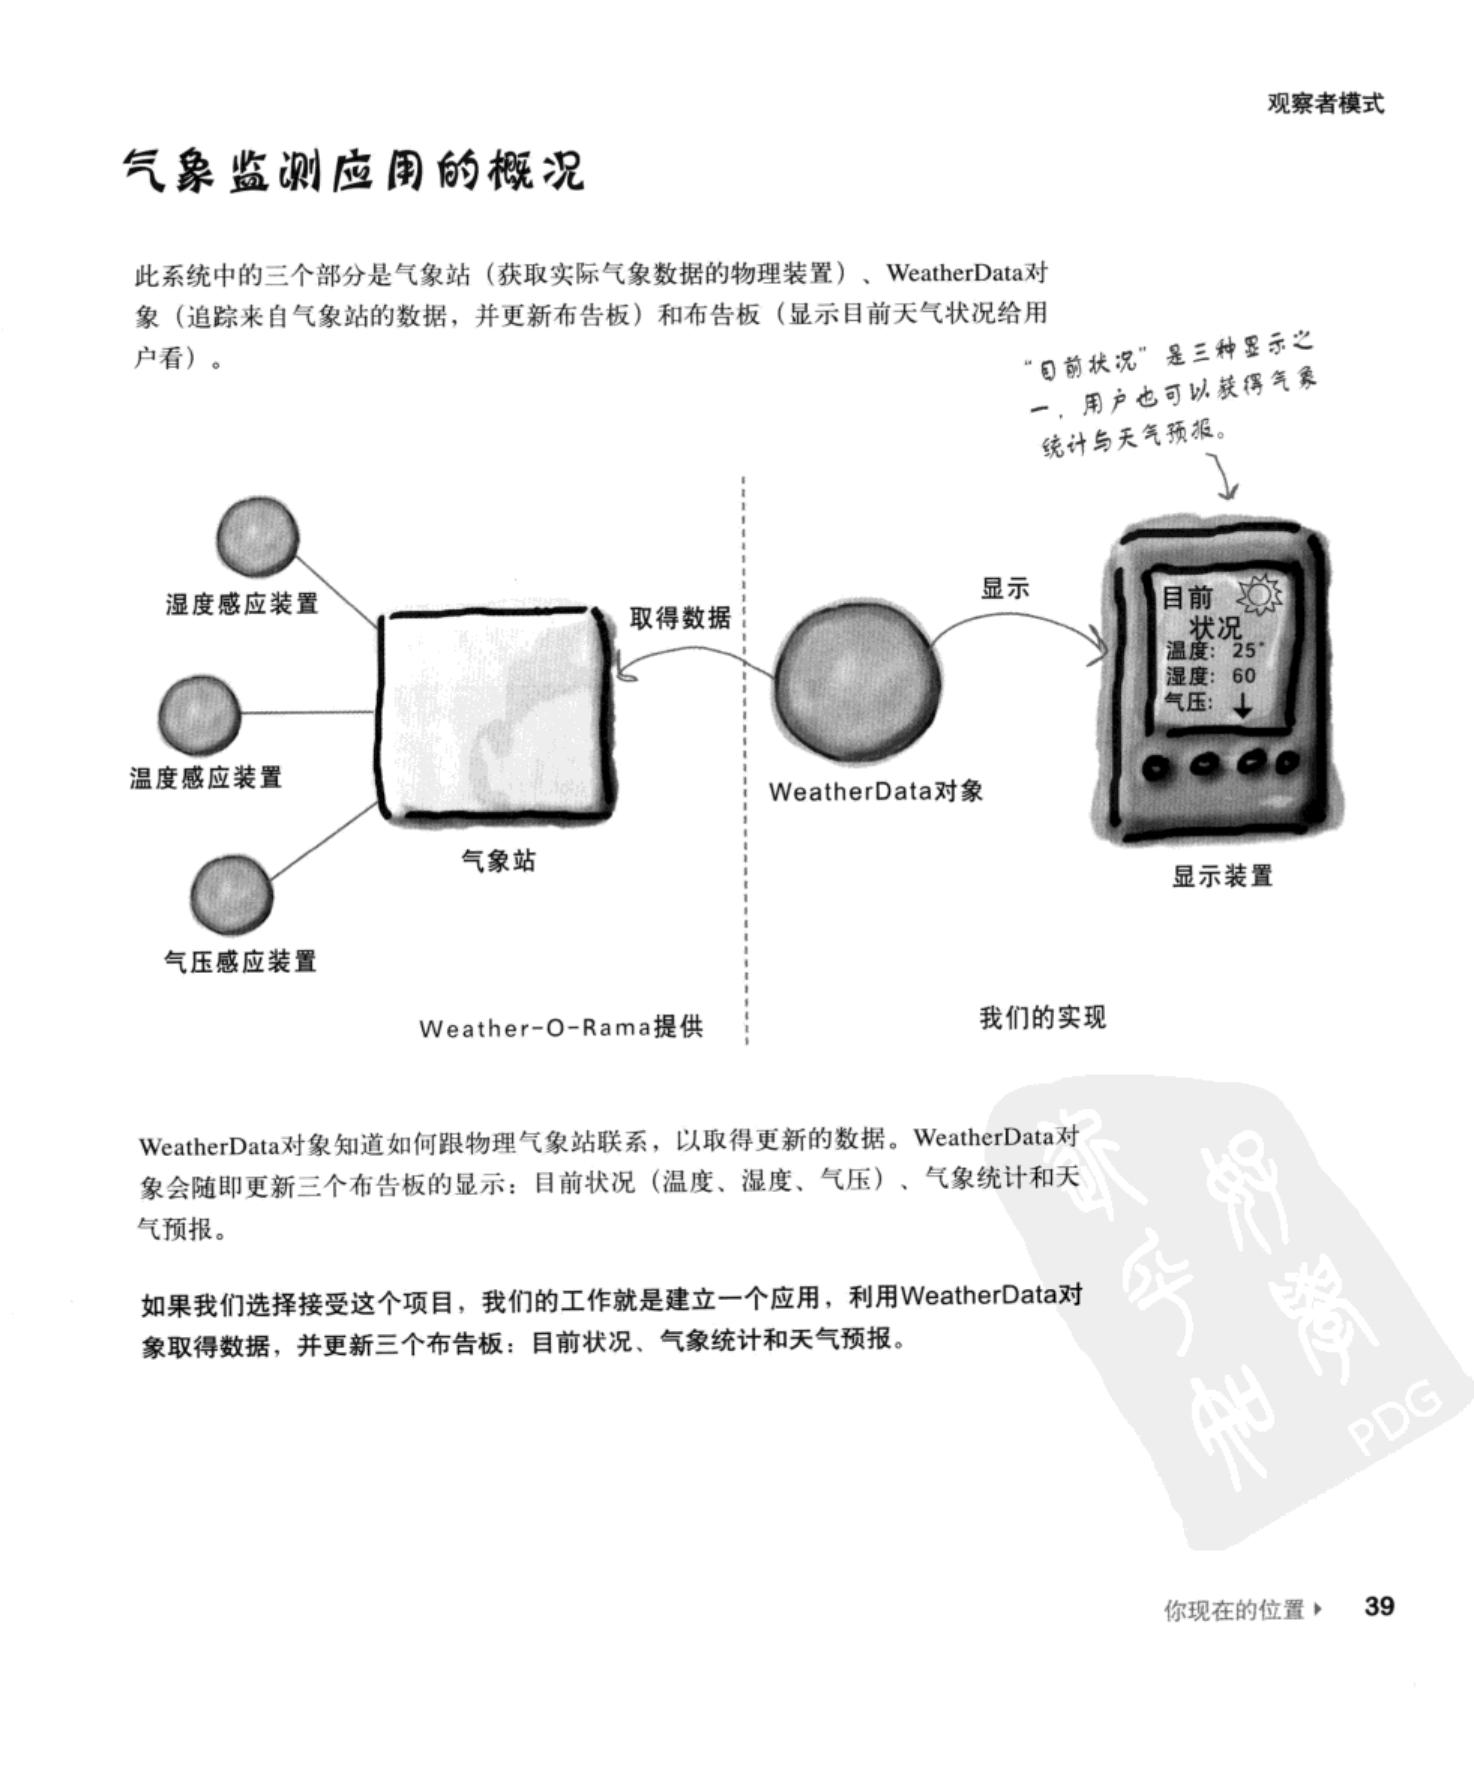 观察者模式
气象监测应用的概况
此系统中的三个部分是气象站（获取实际气象数据的物理装置）、WeatherData对
象（追踪来自气象站的数据，并更新布告板）和布告板（显示目前天气状况给用
户看）。
“目前状况”是三种显示之
一，用户也可以获得气象
统计与天气预报。
湿度感应装置
温度感应装置
气压感应装置
气象站
取得数据
显示
WeatherData对象
目前
状况
温度：25°
湿度：60
气压：↓
显示装置
Weather-O-Rama提供
我们的实现
WeatherData对象知道如何跟物理气象站联系，以取得更新的数据。WeatherData对
象会随即更新三个布告板的显示：目前状况（温度、湿度、气压）、气象统计和天
气预报。
如果我们选择接受这个项目，我们的工作就是建立一个应用，利用WeatherData对
象取得数据，并更新三个布告板：目前状况、气象统计和天气预报。
PDG
你现在的位置▸ 39